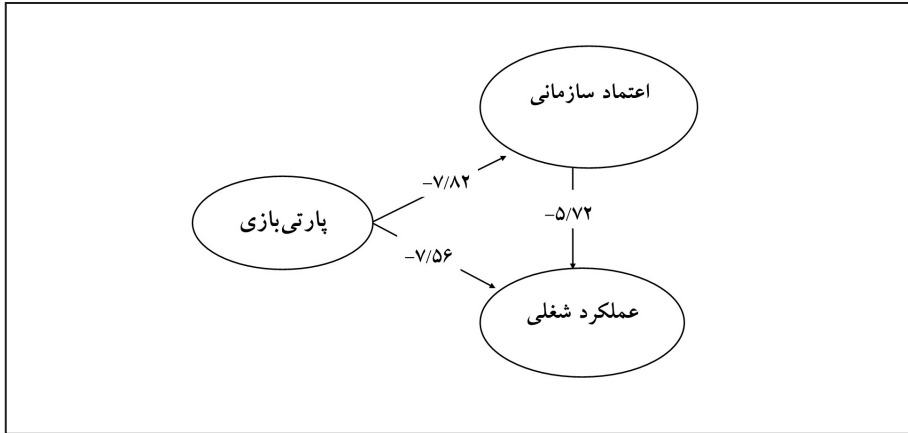 اعتماد سازمانی
–۷/۸۲
–۵/۷۲
پارتی‌بازی
–۷/۵۶
عملکرد شغلی